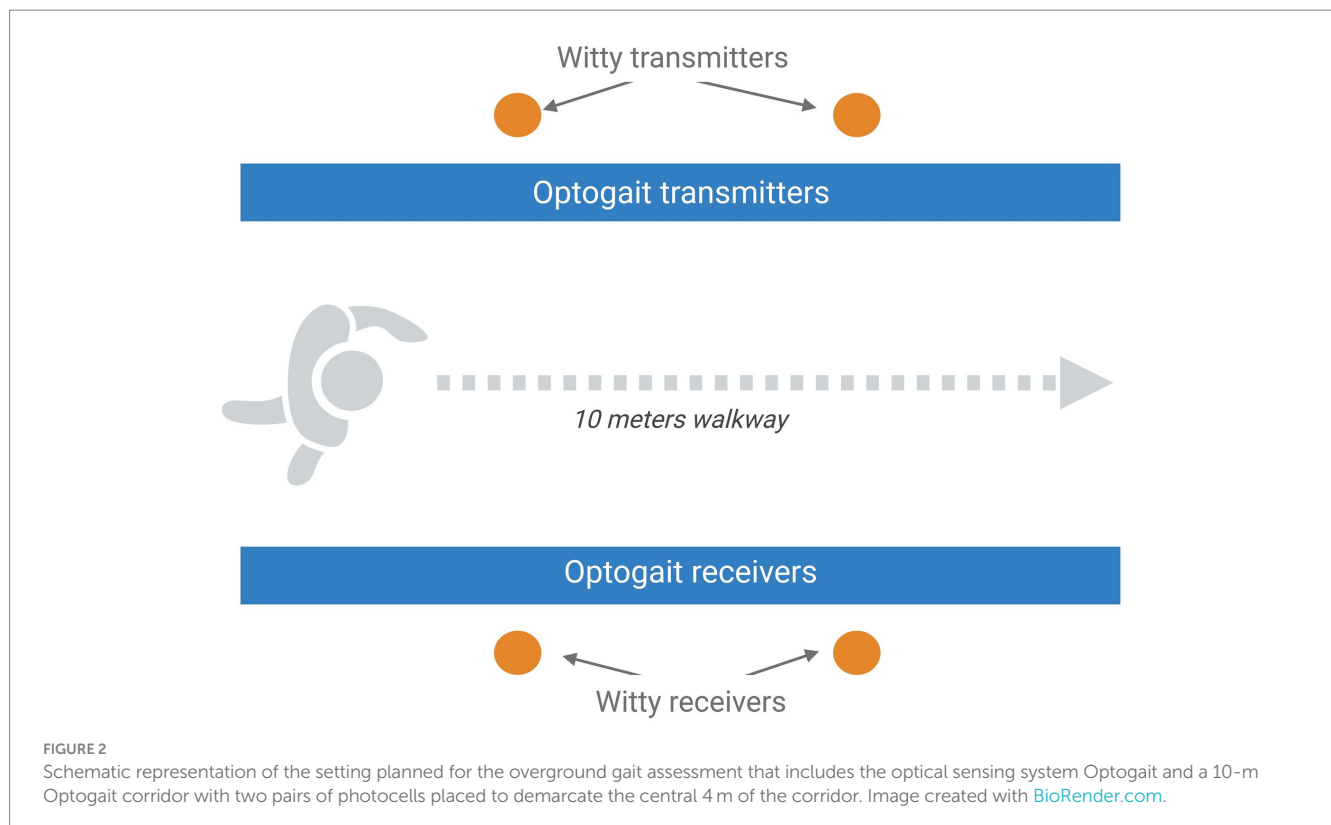 Witty transmitters
Optogait transmitters
10 meters walkway
Optogait receivers
Witty receivers
FIGURE 2
Schematic representation of the setting planned for the overground gait assessment that includes the optical sensing system Optogait and a 10-m
Optogait corridor with two pairs of photocells placed to demarcate the central 4 m of the corridor. Image created with BioRender.com.